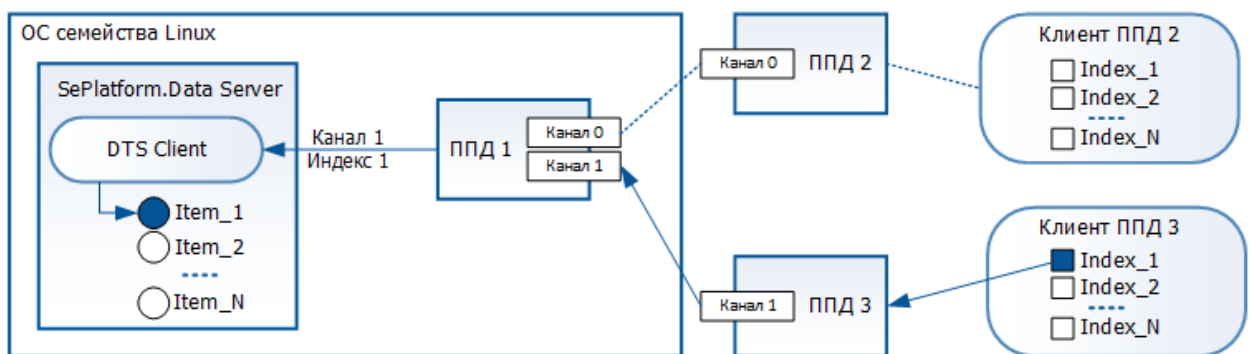 ОС семейства Linux
SePlatform.Data Server
DTS Client
Item_1
Item_2
Item_N
Канал 1
Индекс 1
ППД 1
Канал 0
Канал 1
Канал 0
ППД 2
Клиент ППД 2
Index_1
Index_2
Index_N
Канал 1
ППД 3
Клиент ППД 3
Index_1
Index_2
Index_N